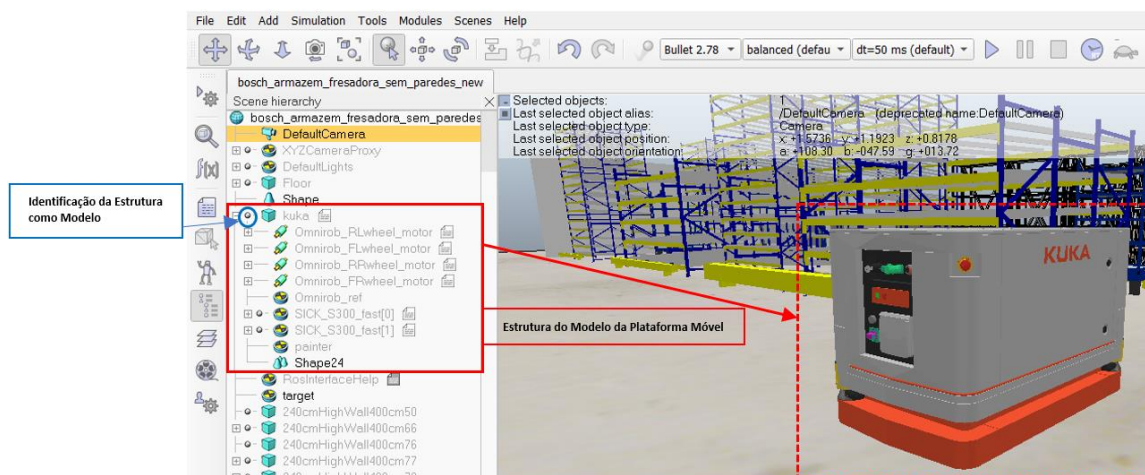 File Edit Add Simulation Tools Modules Scenes Help
Bullet 2.78 balanced (defau dt=50 ms (default)
bosch_armazem_fresadora_sem_paredes_new
Scene hierarchy
bosch_armazem_fresadora_sem_paredes
DefaultCamera
XYZCameraProxy
DefaultLights
Floor
Shape
kuka
Omnirob_RLwheel_motor
Omnirob_FLwheel_motor
Omnirob_RRwheel_motor
Omnirob_FRwheel_motor
Omnirob_ref
SICK_S300_fast[0]
SICK_S300_fast[1]
painter
Shape24
RosInterfaceHelp
target
240cmHighWall400cm50
240cmHighWall400cm66
240cmHighWall400cm76
240cmHighWall400cm77
Selected objects: 1
Last selected object alias: /DefaultCamera (deprecated name:DefaultCamera)
Last selected object type: Camera
Last selected object position: x: +1.5736 y: +1.1923 z: +0.8178
Last selected object orientation: a: +108.30 b: -047.59 g: +013.72
Identificação da Estrutura
como Modelo
Estrutura do Modelo da Plataforma Móvel
KUKA
f(x)